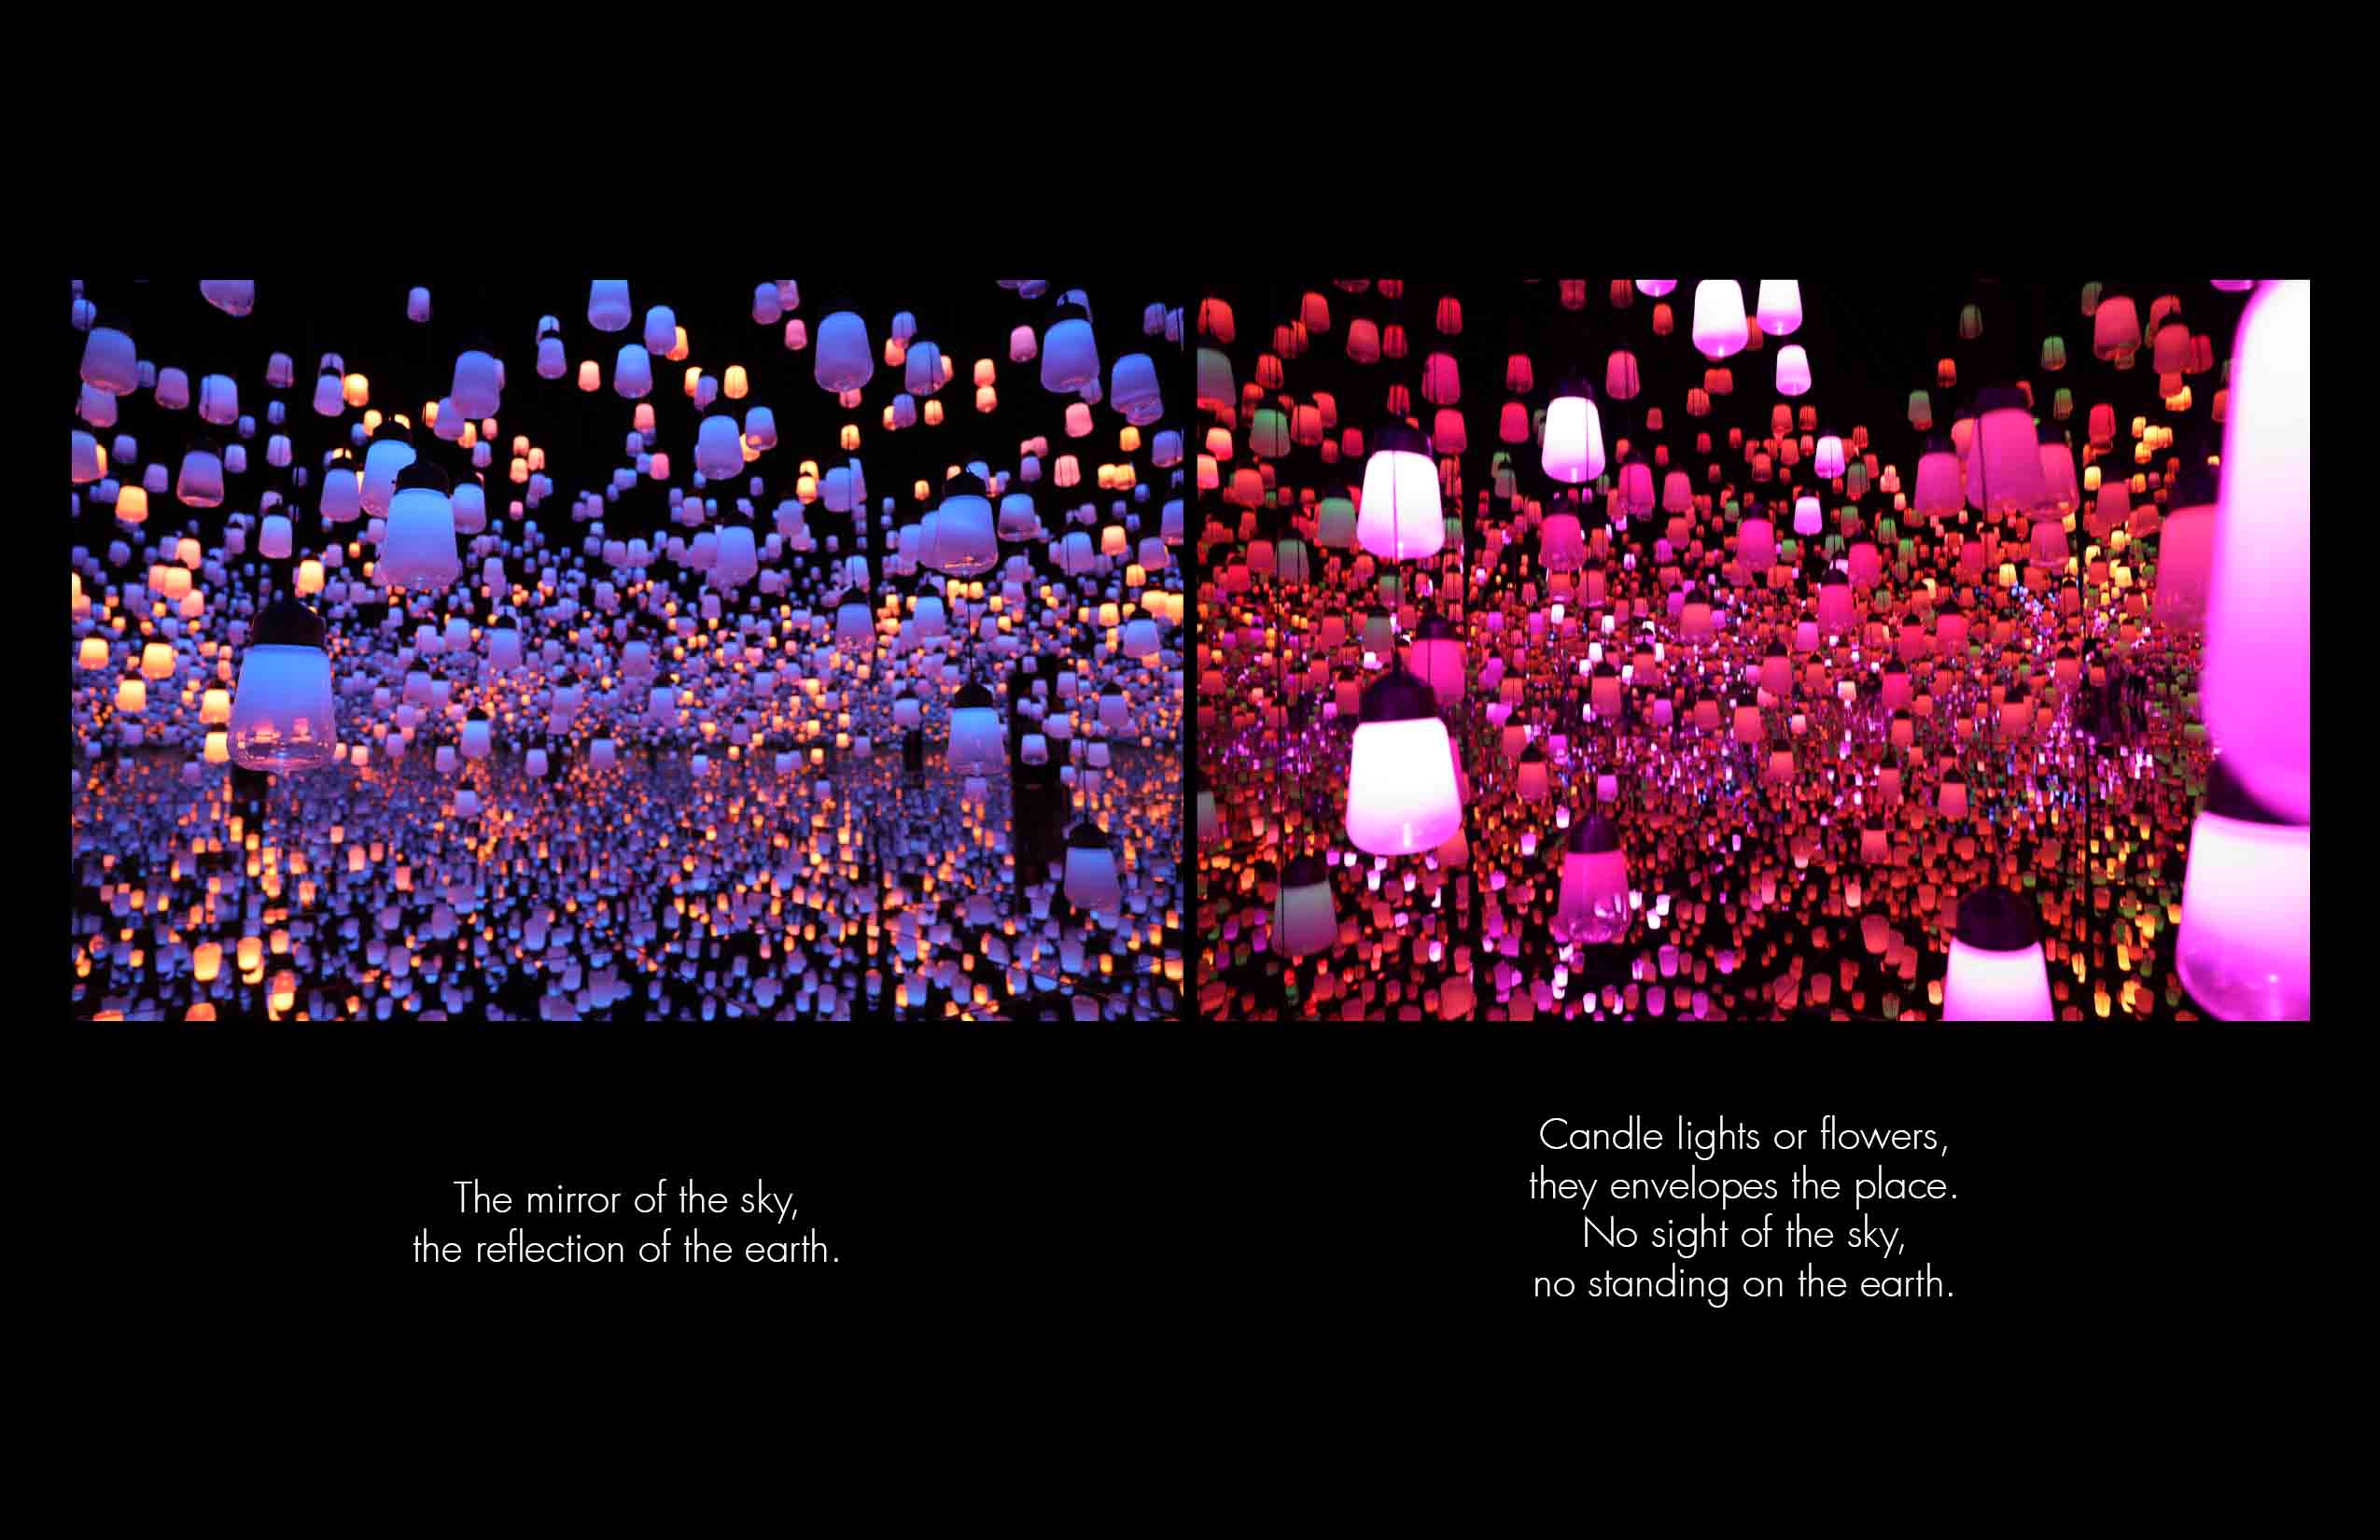 The mirror of the sky,
the reflection of the earth.
Candle lights or flowers,
they envelopes the place.
No sight of the sky,
no standing on the earth.